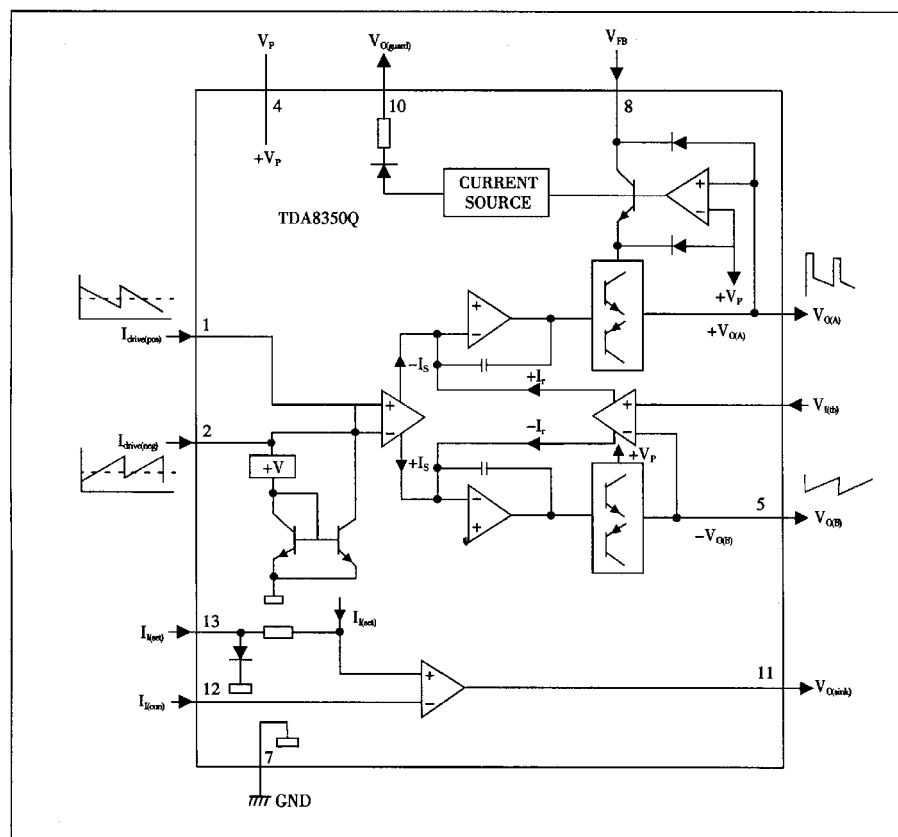 V_P V_O(guard) V_FB
4 10 8
+V_P
CURRENT
SOURCE
TDA8350Q
+ −
+V_P
1
I_drive(pos)
+V_O(A) V_O(A)
+ −
−I_S
+I_r
+ −
+ −
V_I(fb)
2
I_drive(neg)
−I_r
+V_P
+I_S
+V
− +
5
−V_O(B) V_O(B)
13
I_I(set) I_I(set)
+ −
12
I_I(con)
11
V_O(sink)
7
GND